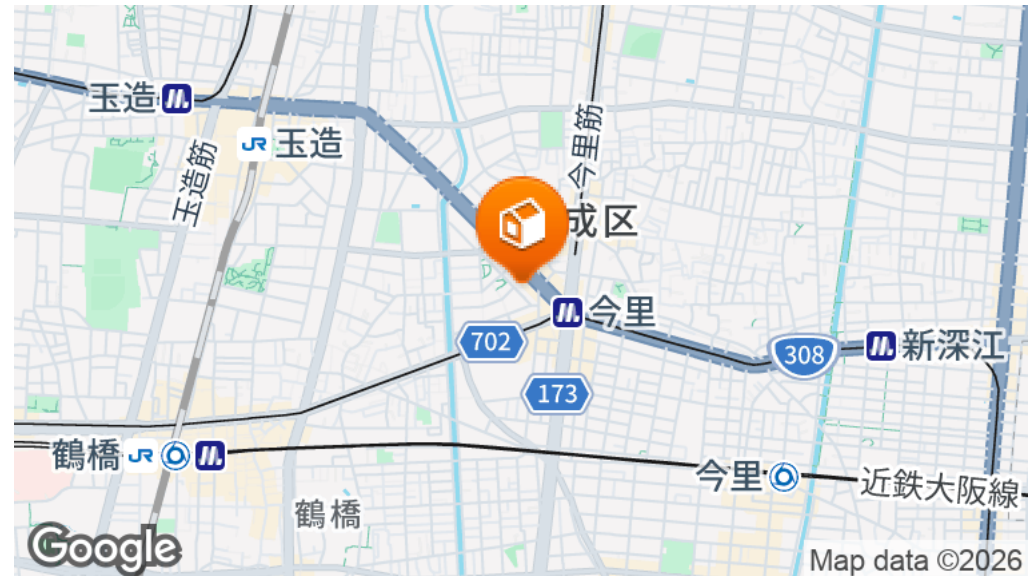 玉造
JR 玉造
玉造筋
今里筋
成区
今里
702
308
新深江
173
鶴橋 JR
今里
近鉄大阪線
鶴橋
Google
Map data ©2026